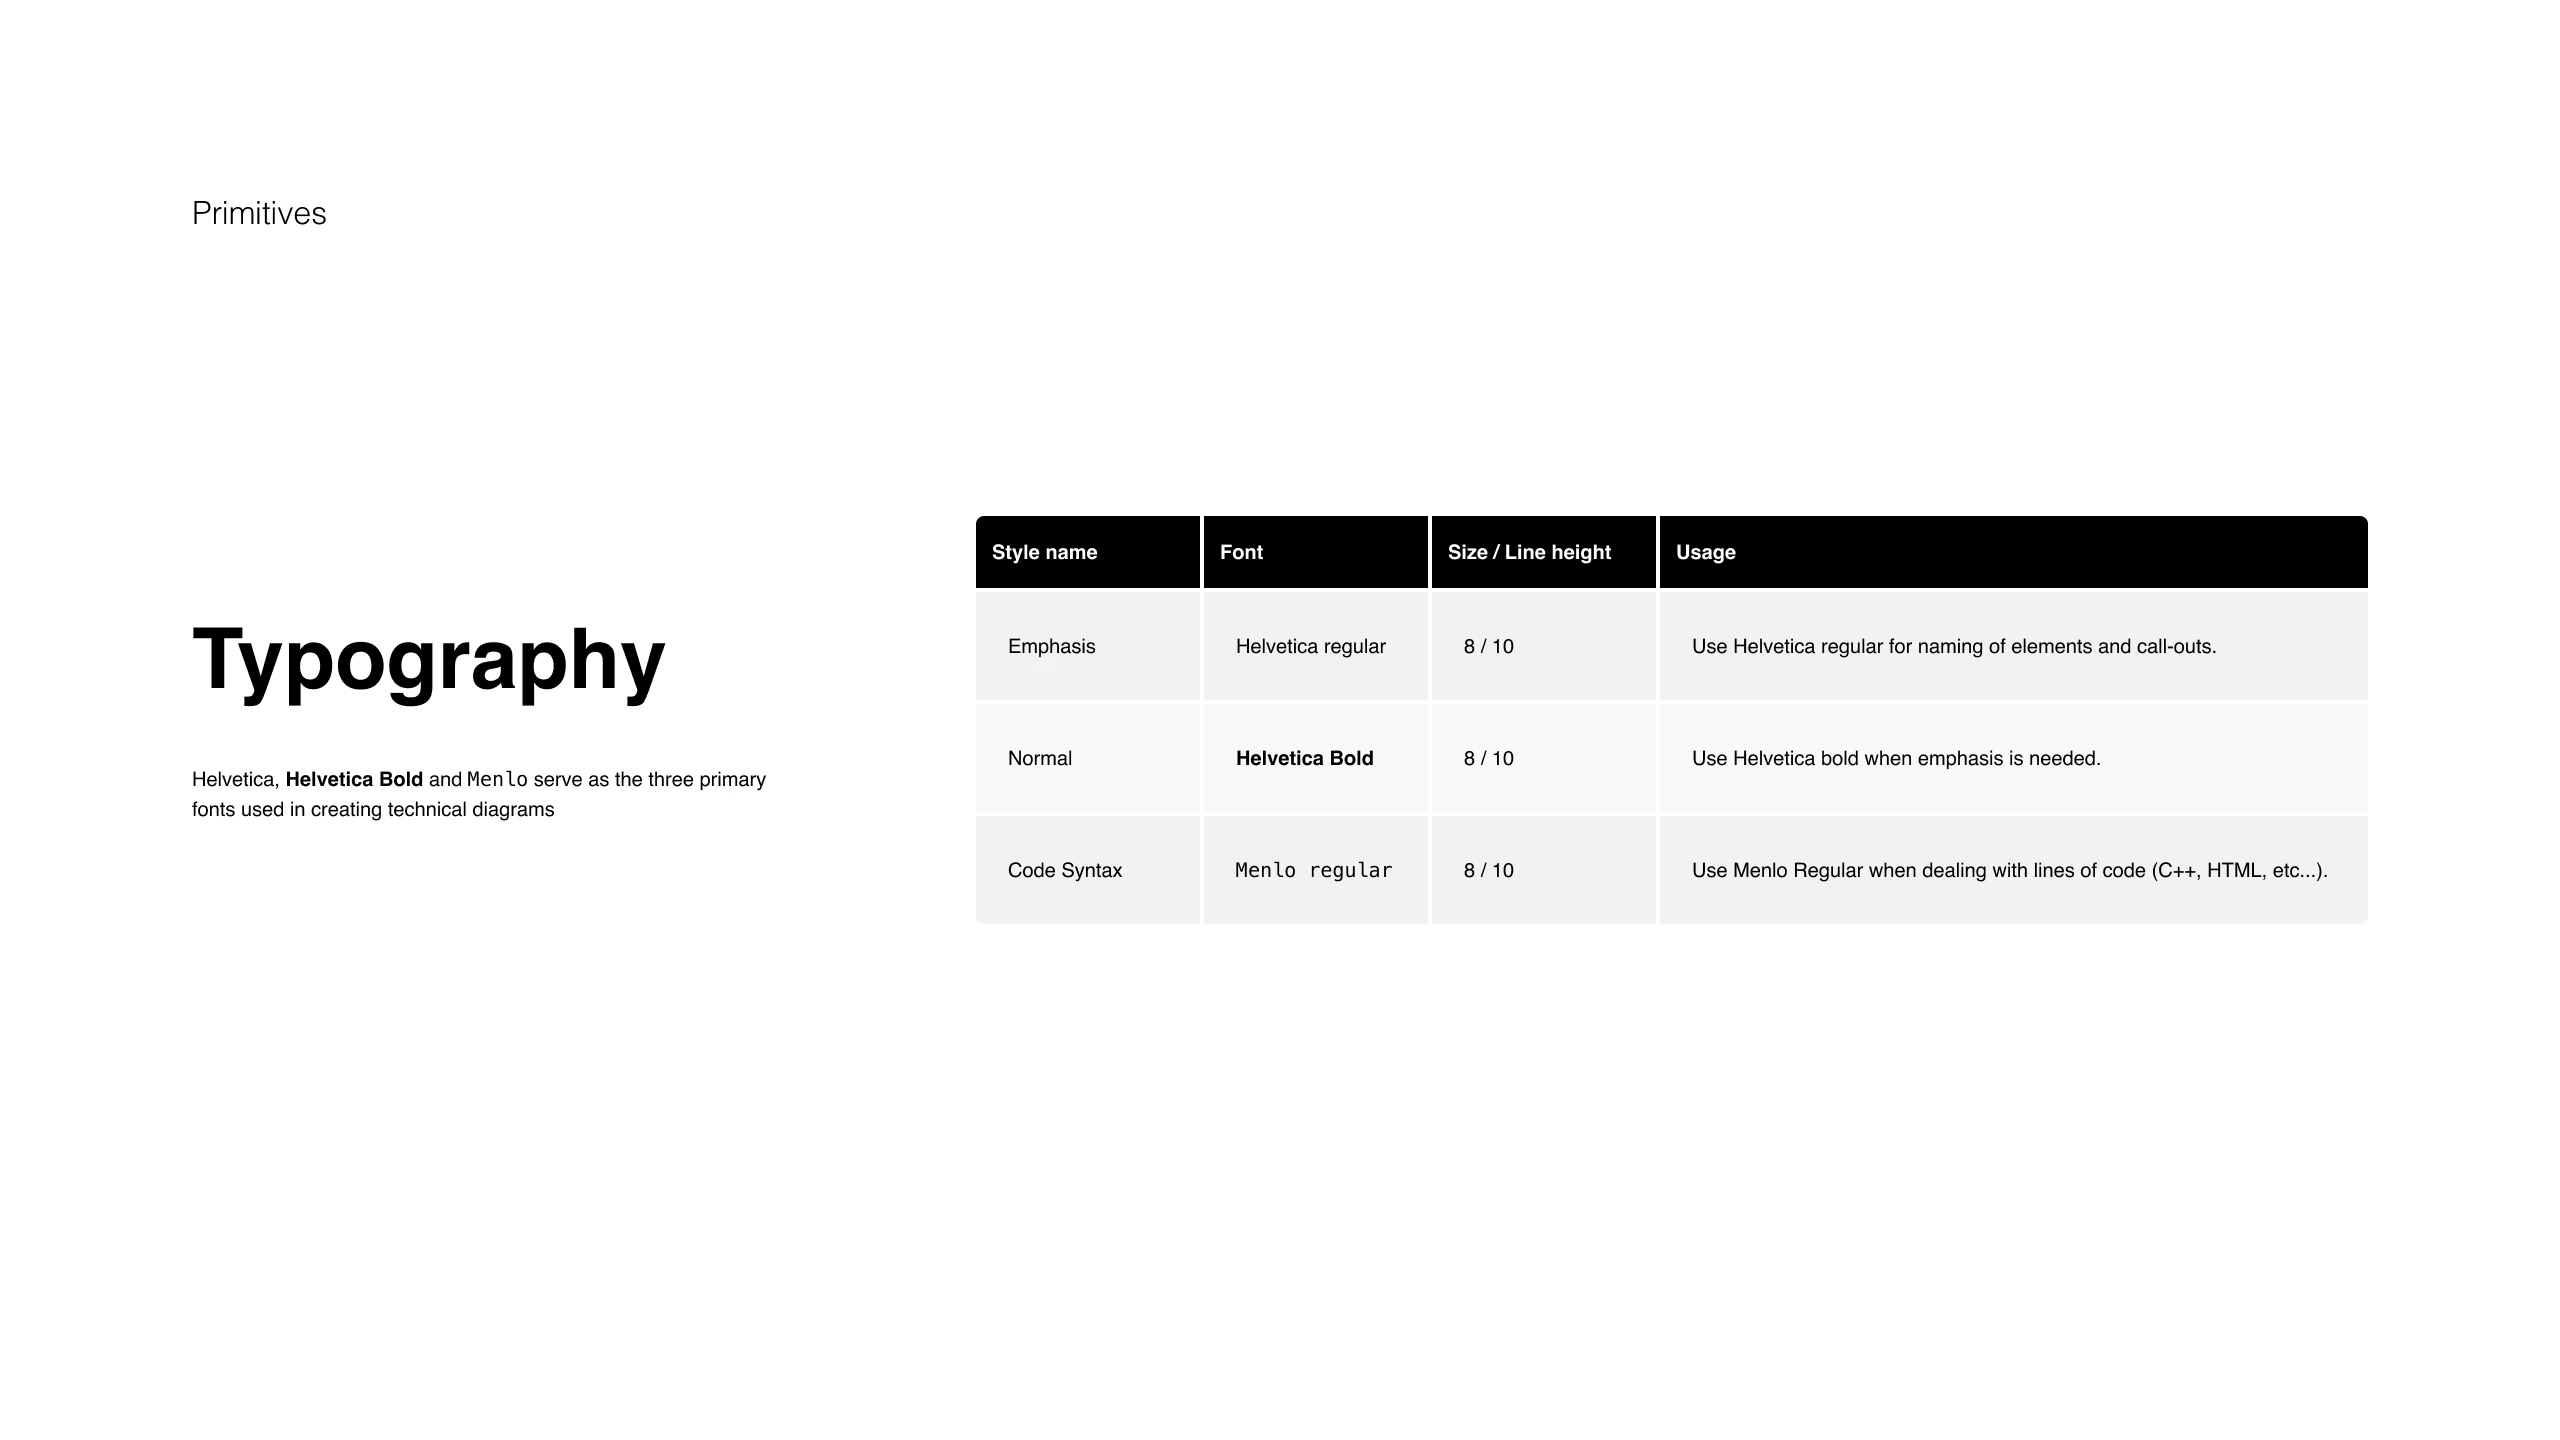 Primitives
Typography
Helvetica, Helvetica Bold and Menlo serve as the three primary
fonts used in creating technical diagrams
Style name Font Size / Line height Usage
Emphasis Helvetica regular 8 / 10 Use Helvetica regular for naming of elements and call-outs.
Normal Helvetica Bold 8 / 10 Use Helvetica bold when emphasis is needed.
Code Syntax Menlo regular 8 / 10 Use Menlo Regular when dealing with lines of code (C++, HTML, etc...).